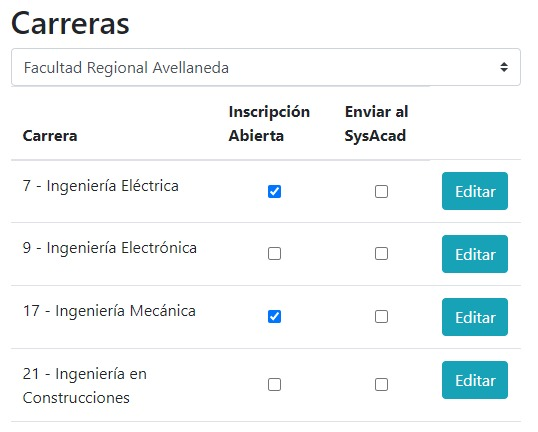 Carreras
Facultad Regional Avellaneda
Carrera
Inscripción
Abierta
Enviar al
SysAcad
7 - Ingeniería Eléctrica
Editar
9 - Ingeniería Electrónica
Editar
17 - Ingeniería Mecánica
Editar
21 - Ingeniería en
Construcciones
Editar